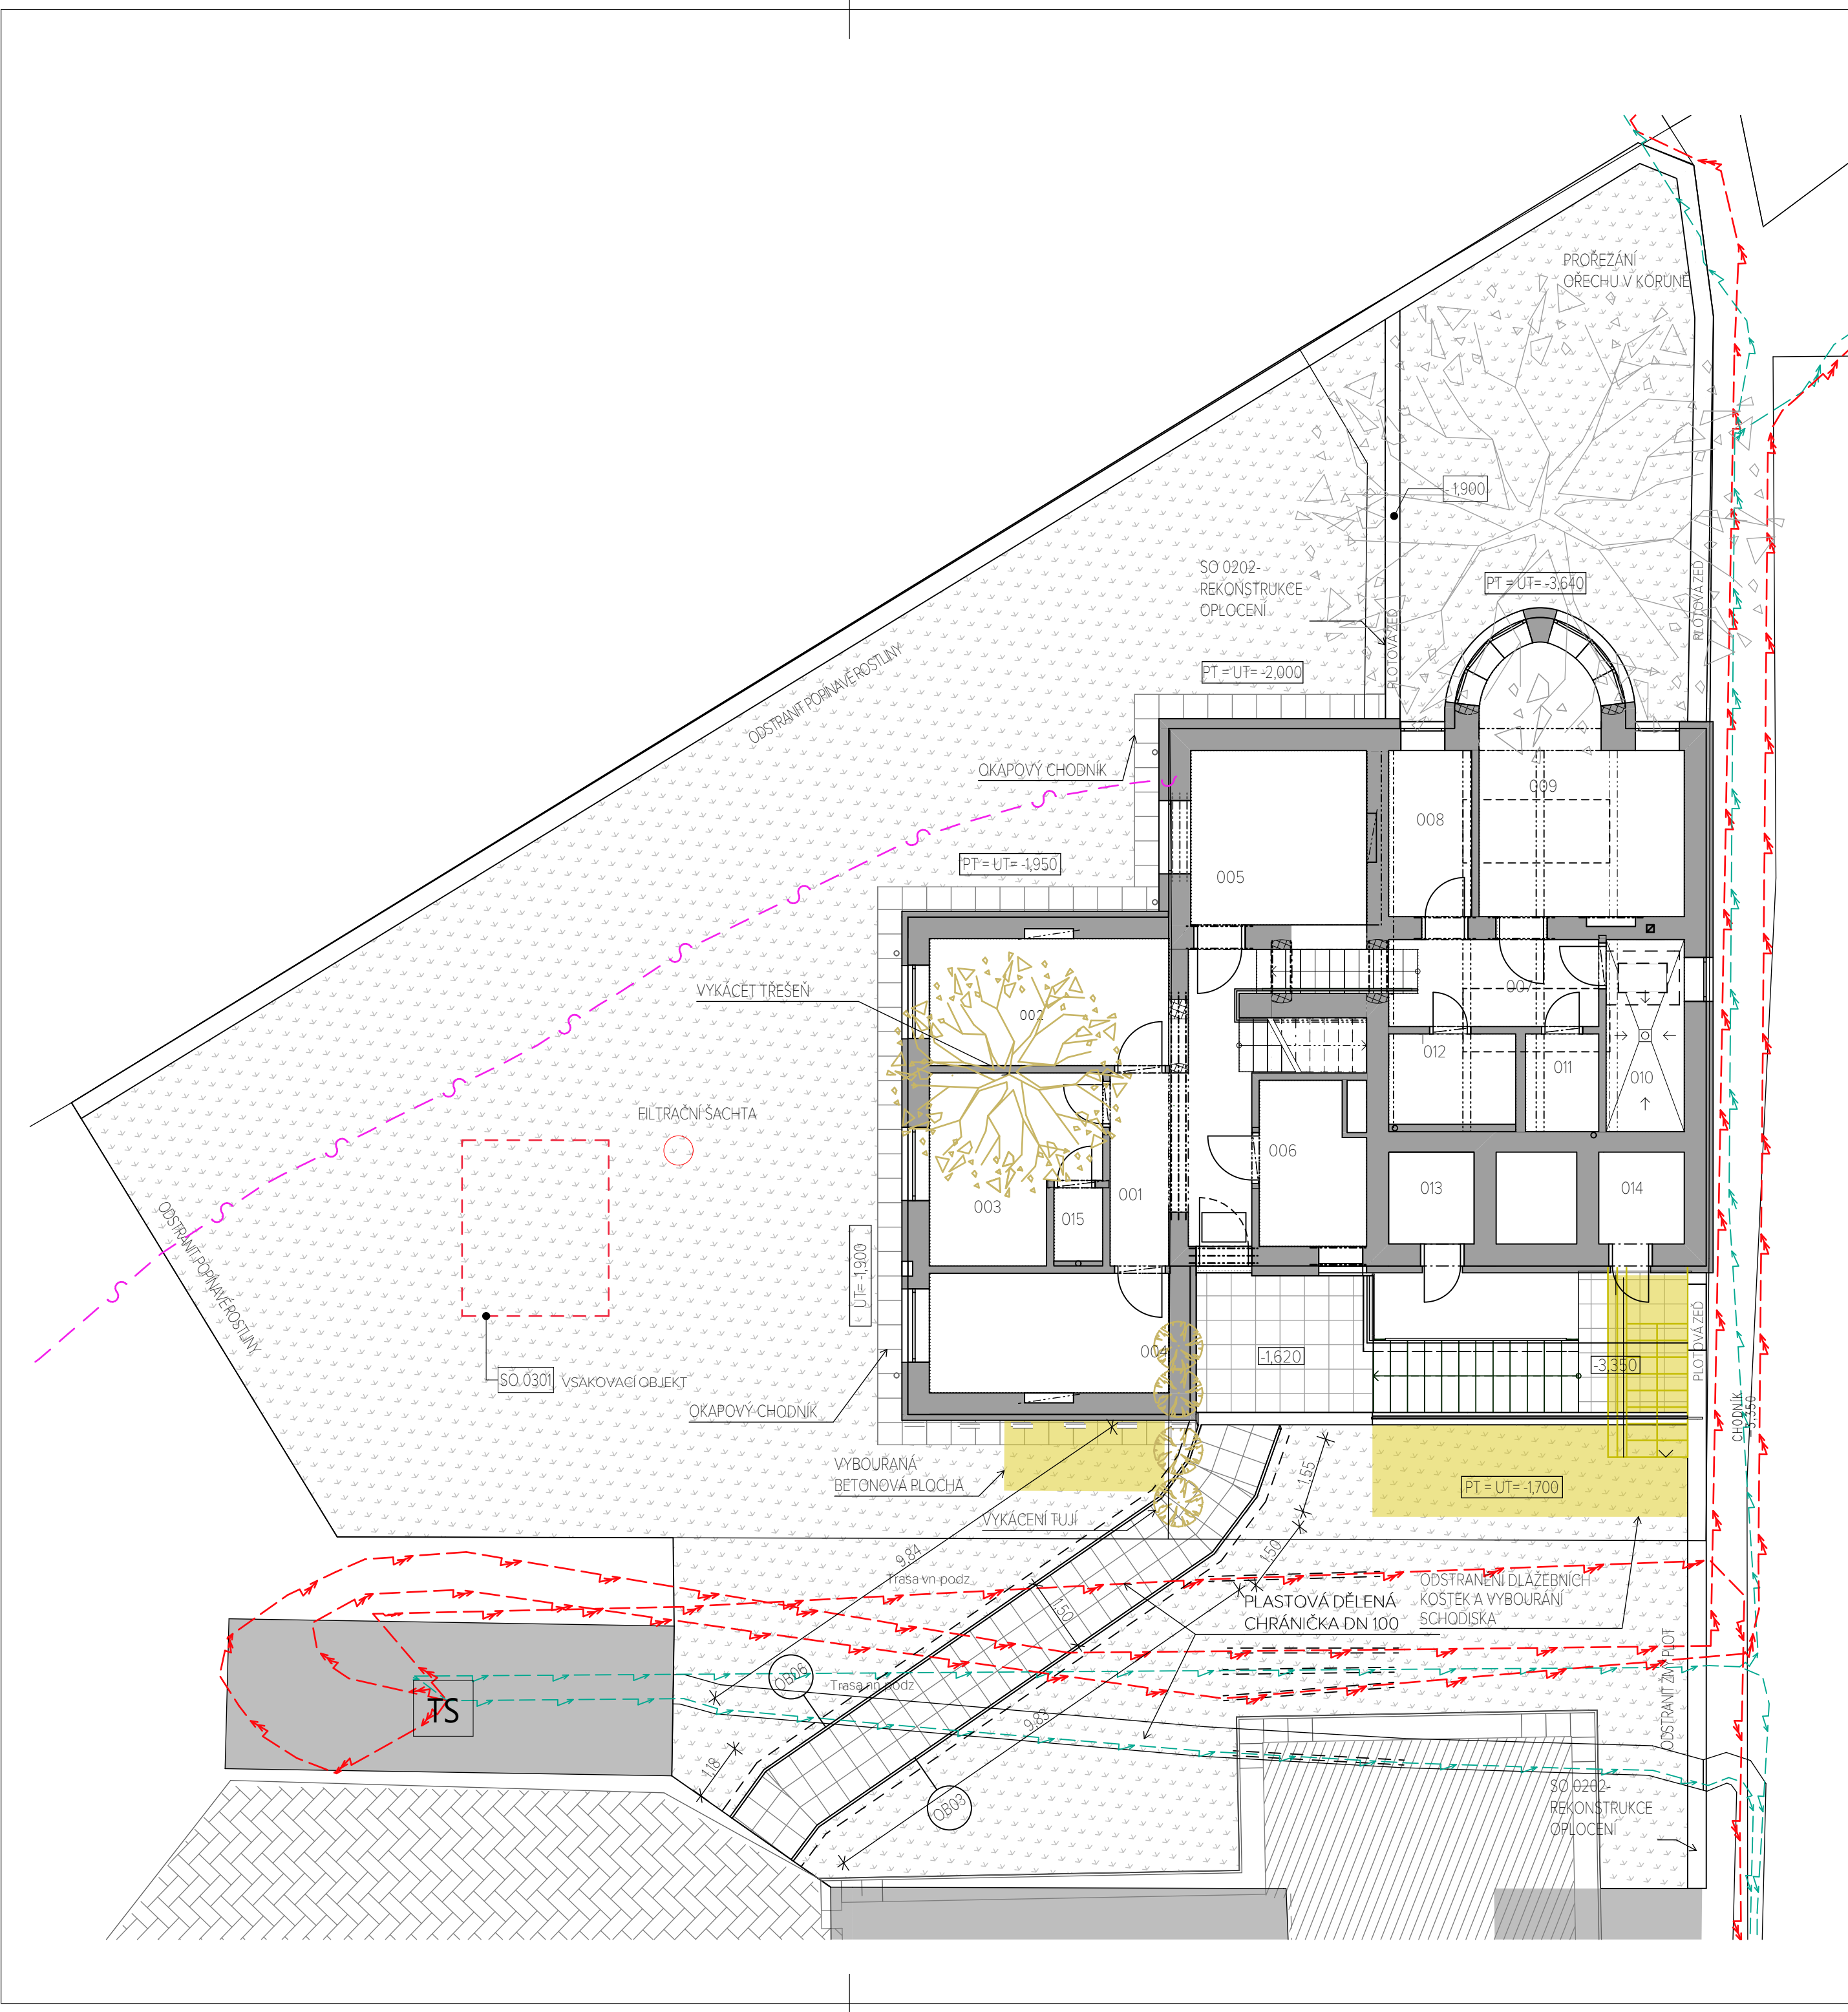 PROŘEZÁNÍ
OŘECHU V KORUNĚ
- 1,900
SO 0202-
REKONSTRUKCE
OPLOCENÍ
PT = UT= -3,640
PLOTOVÁ ZEĎ
PLOTOVÁ ZEĎ
PT = UT= -2,000
ODSTRANIT POPÍNAVÉ ROSTLINY
OKAPOVÝ CHODNÍK
009
008
005
PT = UT= -1,950
VYKÁCET TŘEŠEŇ
002
007
012
011
010
FILTRAČNÍ ŠACHTA
006
003
001
015
013
014
ODSTRANIT POPÍNAVÉ ROSTLINY
UT= -1,900
004
-1,620
-3,350
PLOTOVÁ ZEĎ
SO 0301
VSAKOVACÍ OBJEKT
OKAPOVÝ CHODNÍK
CHODNÍK
-3,350
VYBOURANÁ
BETONOVÁ PLOCHA
1,55
PT = UT= -1,700
VYKÁCENÍ TUJÍ
9,84
Trasa vn podz
1,50
1,50
PLASTOVÁ DĚLENÁ
CHRÁNIČKA DN 100
ODSTRANĚNÍ DLAŽEBNÍCH
KOSTEK A VYBOURÁNÍ
SCHODIŠKA
ODSTRANIT ŽIVÝ PLOT
OB06
Trasa nn podz
TS
9,83
1,18
OB03
SO 0202-
REKONSTRUKCE
OPLOCENÍ